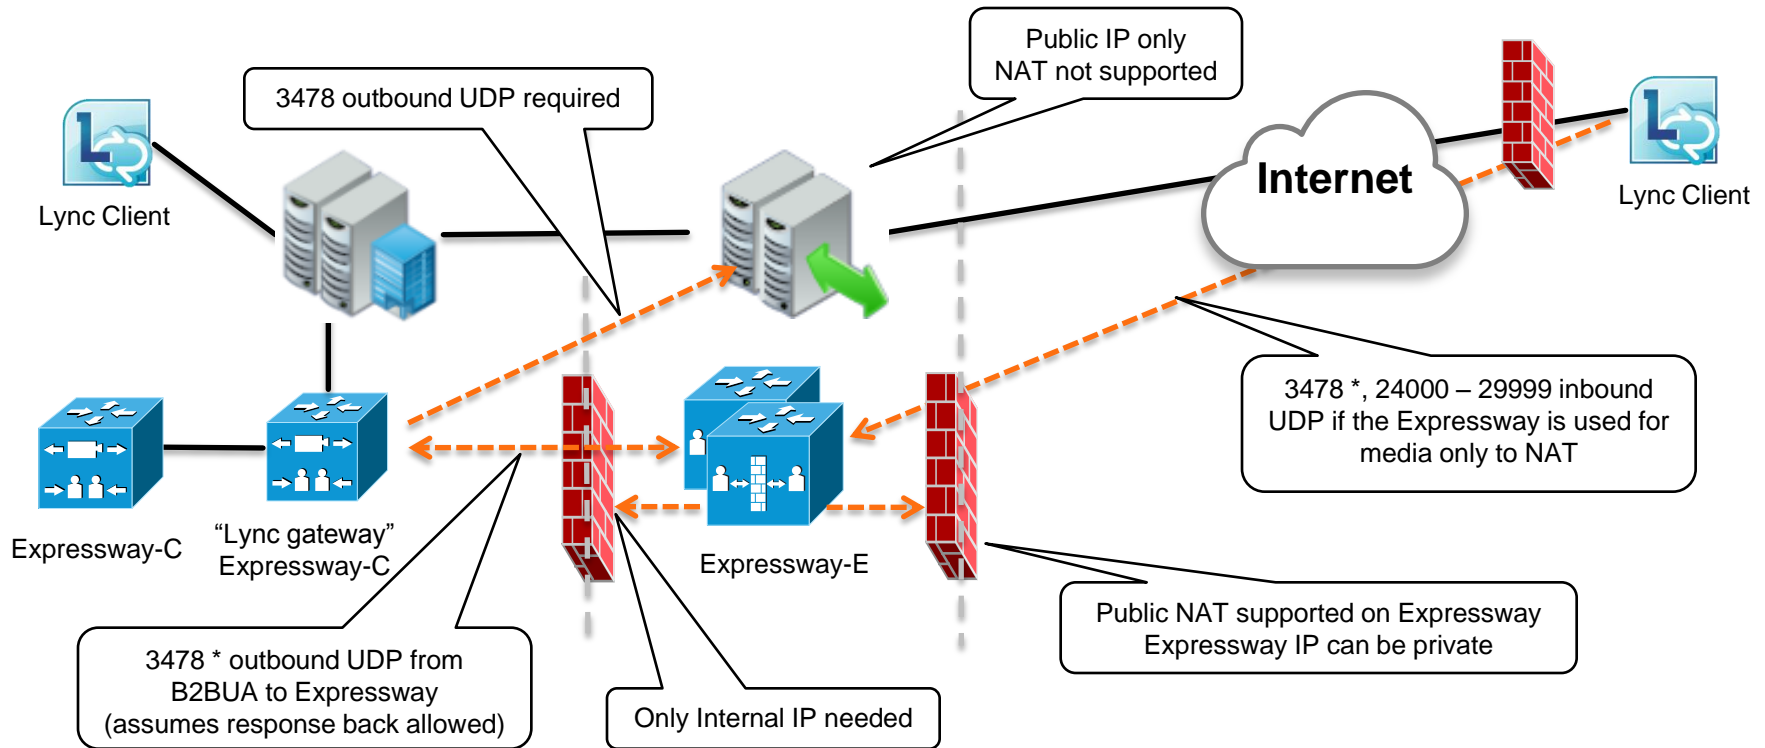 Public IP only
NAT not supported
3478 outbound UDP required
Internet
Lync Client
Lync Client
3478 *, 24000 – 29999 inbound
UDP if the Expressway is used for
media only to NAT
Expressway-C
“Lync gateway”
Expressway-C
Expressway-E
Public NAT supported on Expressway
Expressway IP can be private
3478 * outbound UDP from
B2BUA to Expressway
(assumes response back allowed)
Only Internal IP needed